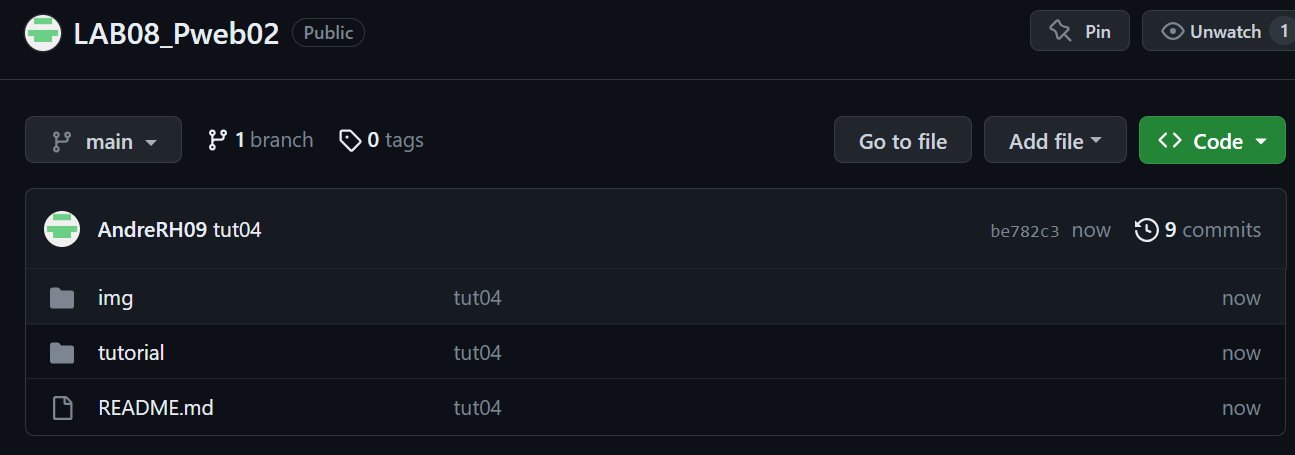 LAB08_Pweb02 Public Pin Unwatch 1
main 1 branch 0 tags Go to file Add file Code
AndreRH09 tut04 be782c3 now 9 commits
img tut04 now
tutorial tut04 now
README.md tut04 now